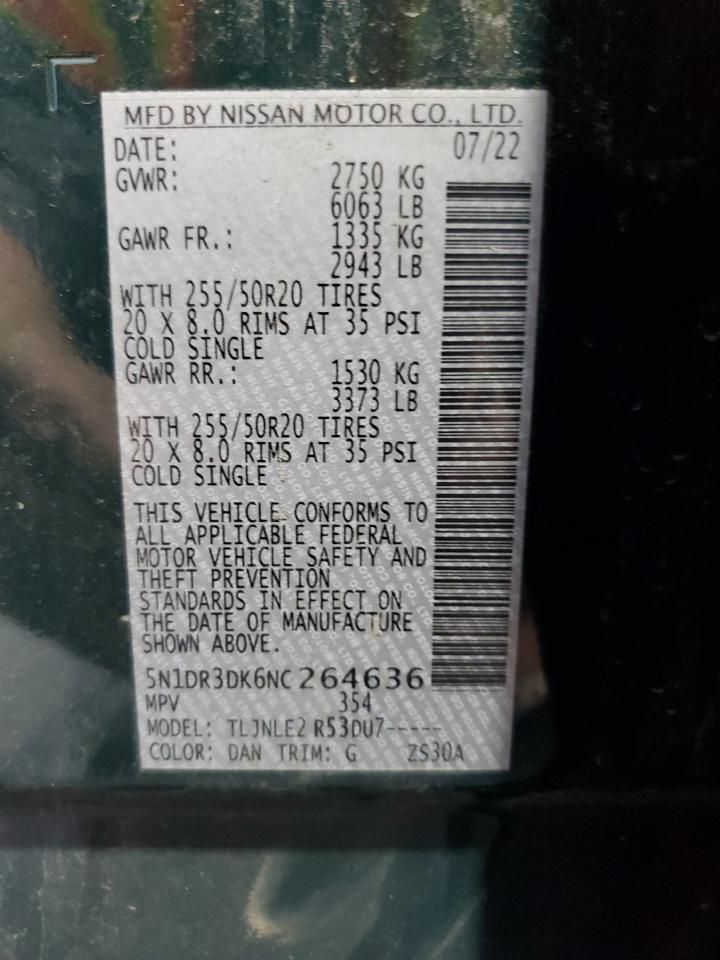 MFD BY NISSAN MOTOR CO., LTD.
DATE: 07/22
GVWR: 2750 KG
6063 LB
GAWR FR.: 1335 KG
2943 LB
WITH 255/50R20 TIRES
20 X 8.0 RIMS AT 35 PSI
COLD SINGLE
GAWR RR.: 1530 KG
3373 LB
WITH 255/50R20 TIRES
20 X 8.0 RIMS AT 35 PSI
COLD SINGLE
THIS VEHICLE CONFORMS TO
ALL APPLICABLE FEDERAL
MOTOR VEHICLE SAFETY AND
THEFT PREVENTION
STANDARDS IN EFFECT ON
THE DATE OF MANUFACTURE
SHOWN ABOVE.
5N1DR3DK6NC264636
MPV 354
MODEL: TLJNLE2 R53DU7-----
COLOR: DAN TRIM: G ZS30A